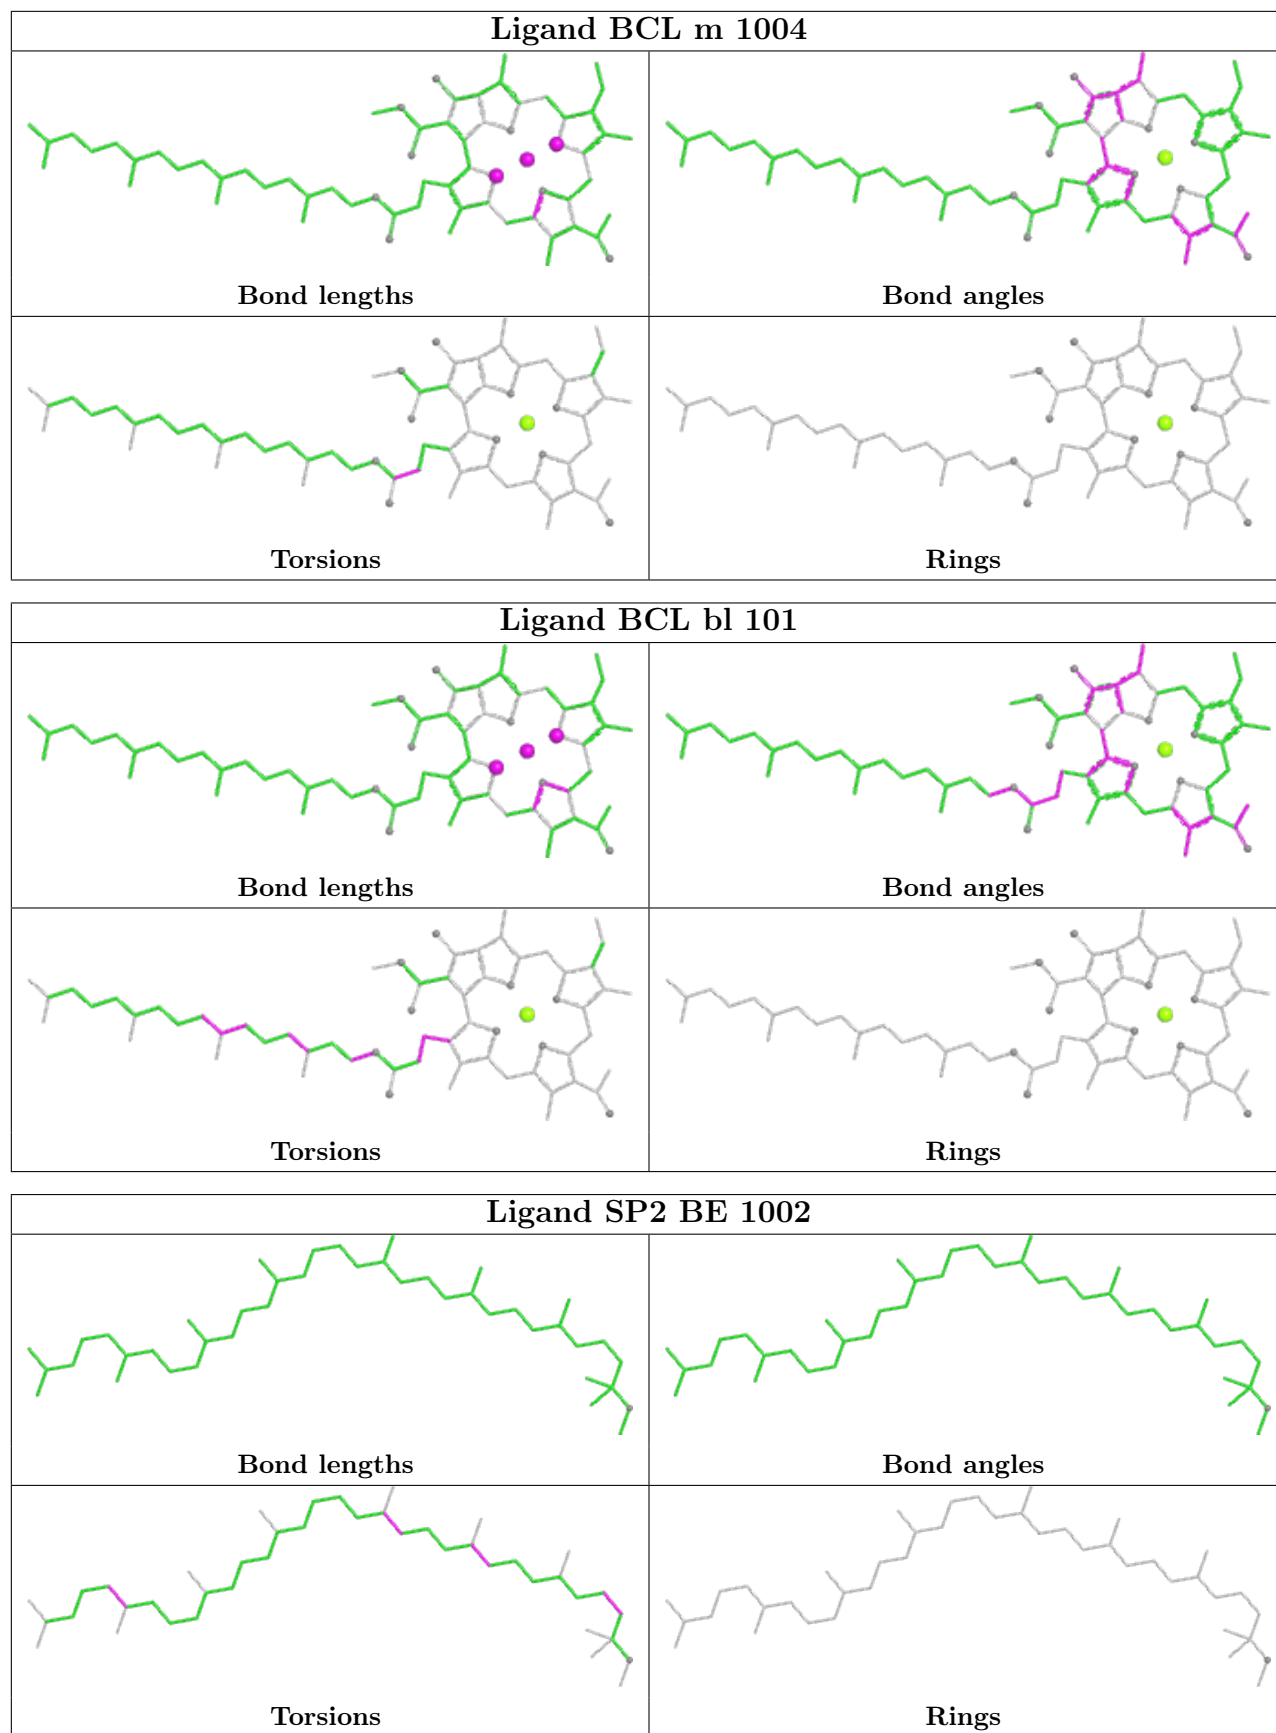 Ligand BCL m 1004
Bond lengths
Bond angles
Torsions
Rings
Ligand BCL bl 101
Bond lengths
Bond angles
Torsions
Rings
Ligand SP2 BE 1002
Bond lengths
Bond angles
Torsions
Rings